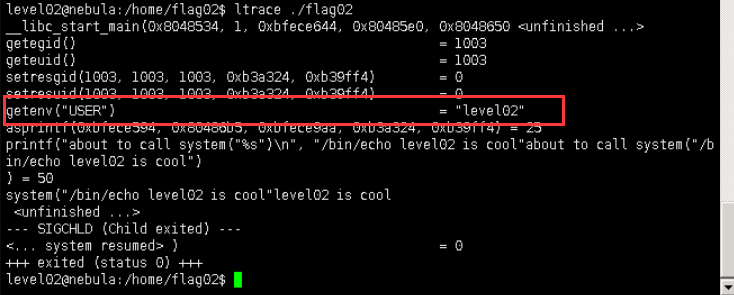 level02@nebula:/home/flag02$ ltrace ./flag02
__libc_start_main(0x8048534, 1, 0xbfece644, 0x80485e0, 0x8048650 <unfinished ...>
getegid() = 1003
geteuid() = 1003
setresgid(1003, 1003, 1003, 0xb3a324, 0xb39ff4) = 0
setresuid(1003, 1003, 1003, 0xb3a324, 0xb39ff4) = 0
getenv("USER") = "level02"
asprintf(0xbfece594, 0x80486b5, 0xbfece9aa, 0xb3a324, 0xb39ff4) = 25
printf("about to call system(\"%s\")\n", "/bin/echo level02 is cool"about to call system("/b
in/echo level02 is cool")
) = 50
system("/bin/echo level02 is cool"level02 is cool
 <unfinished ...>
--- SIGCHLD (Child exited) ---
<... system resumed> ) = 0
+++ exited (status 0) +++
level02@nebula:/home/flag02$